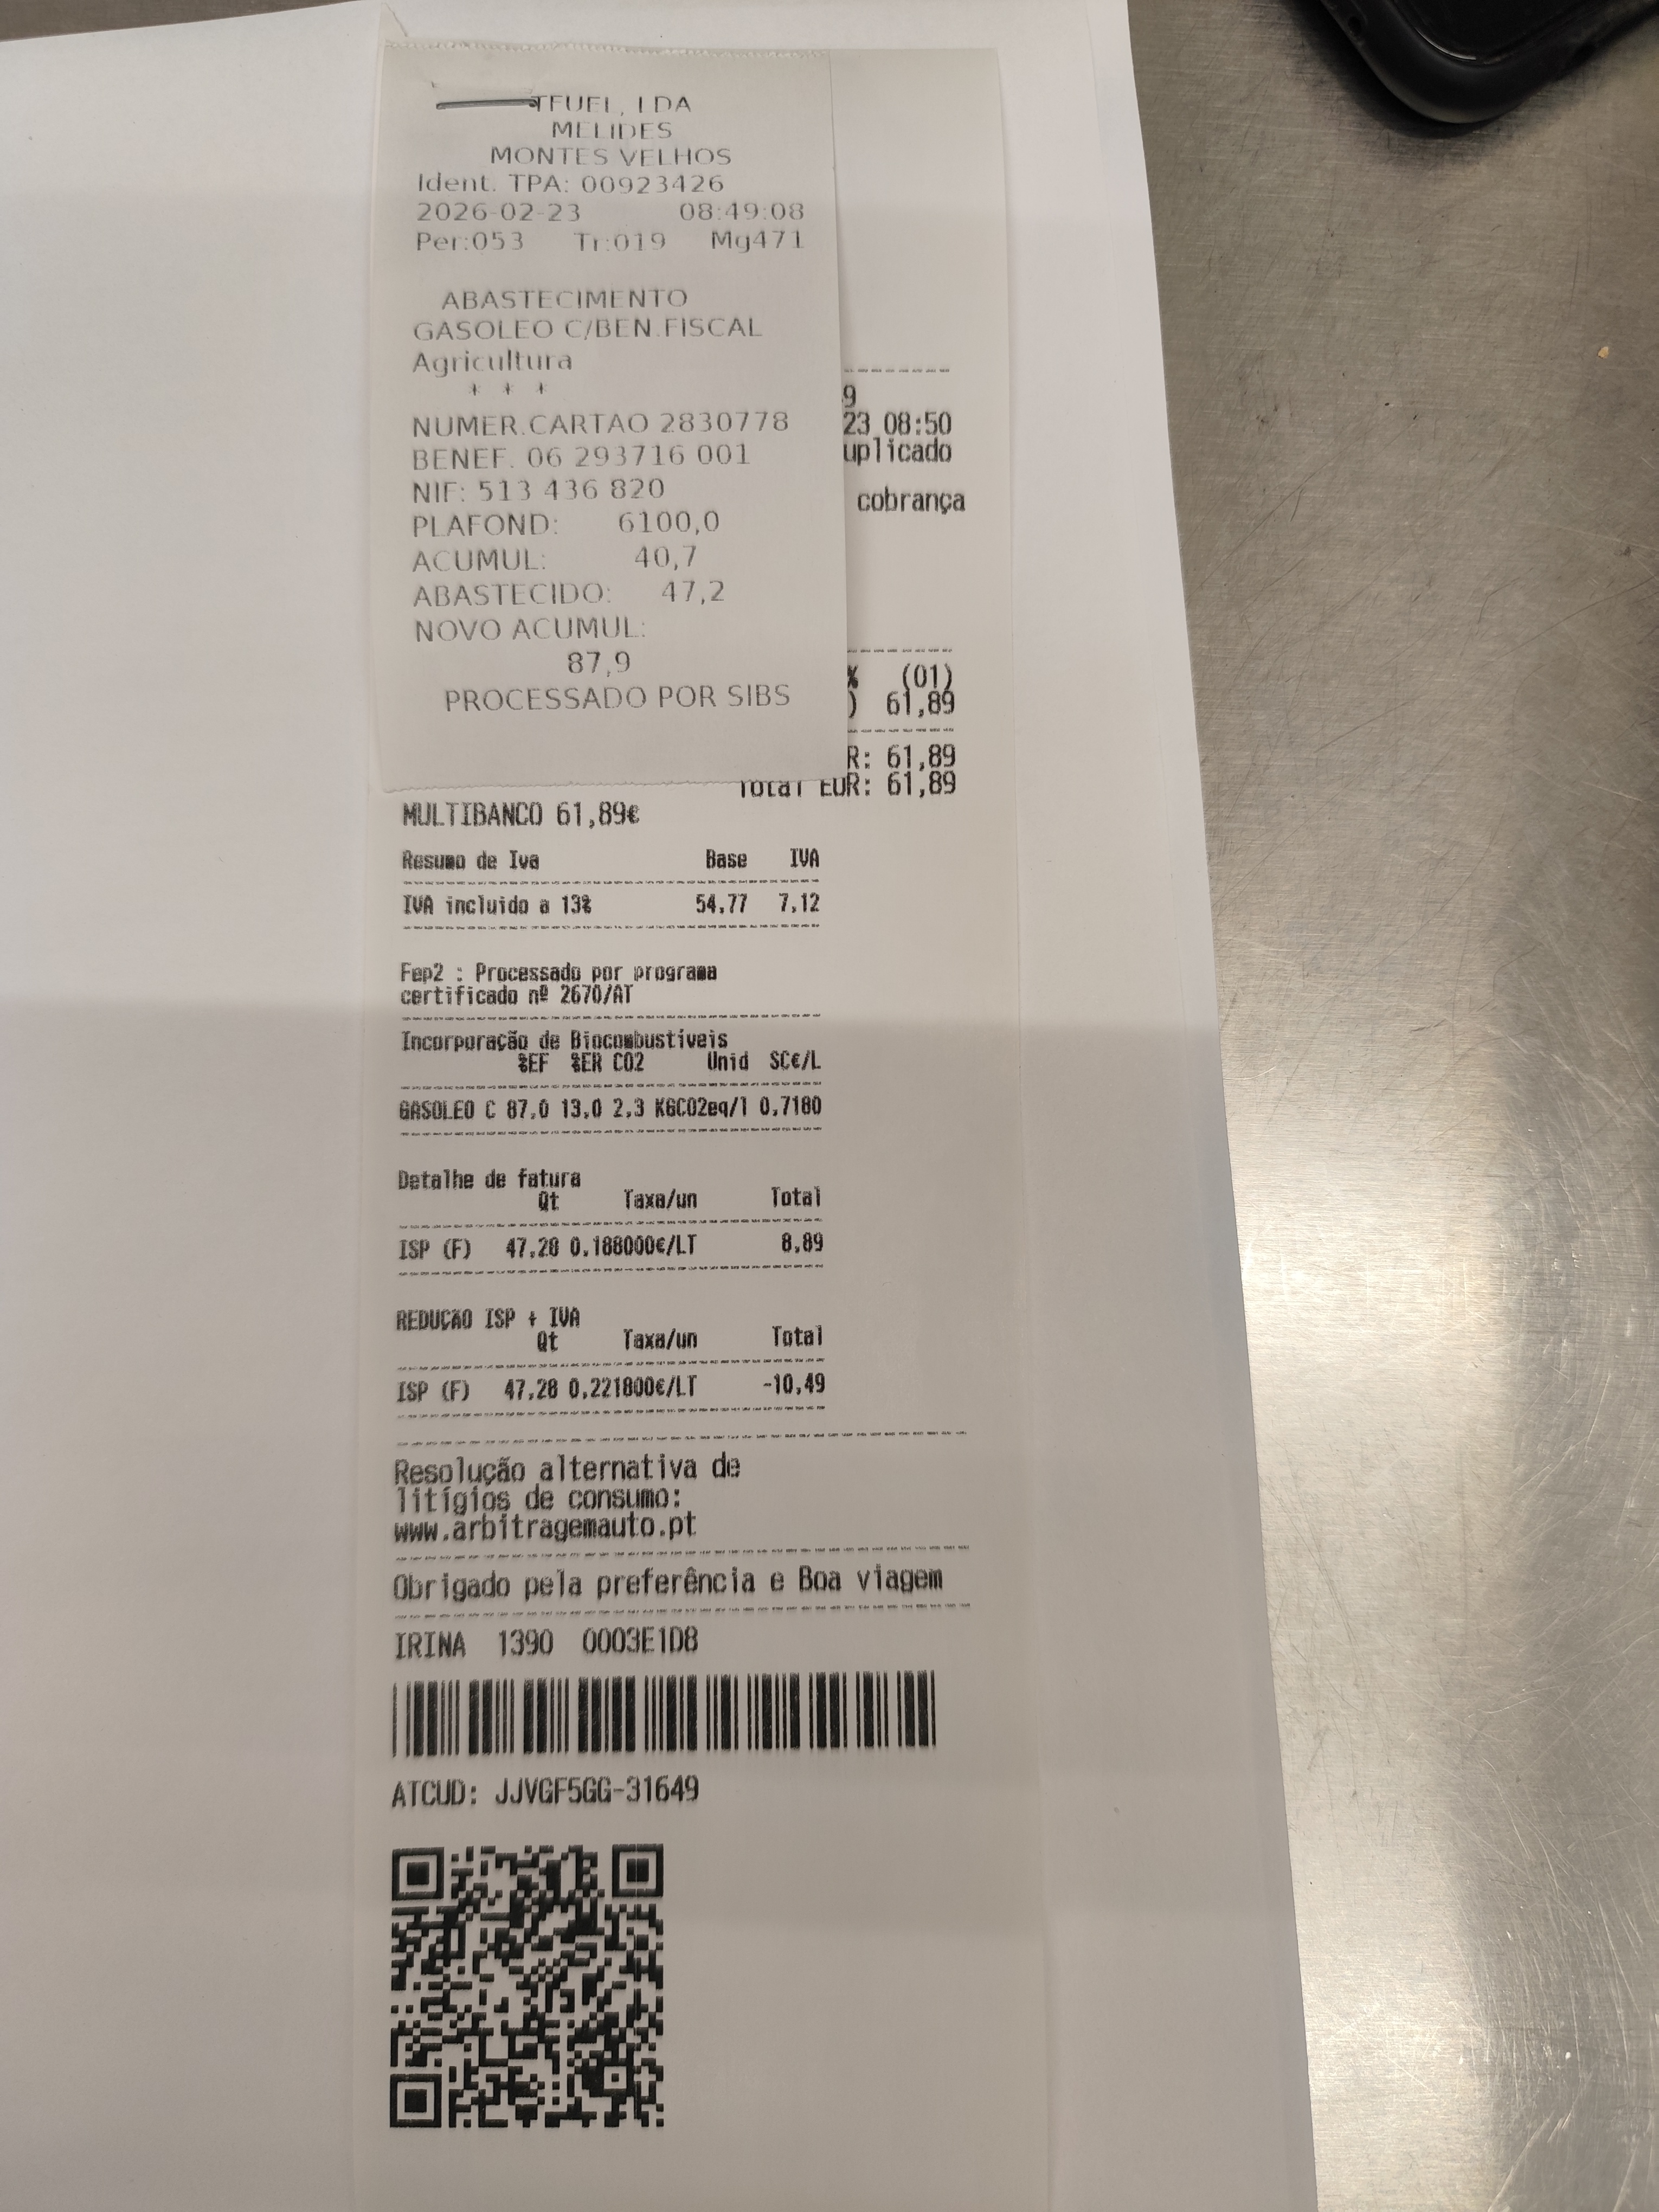 TFUEL, LDA
MELIDES
MONTES VELHOS
Ident. TPA: 00923426
2026-02-23 08:49:08
Per:053 Tr:019 Mg471
ABASTECIMENTO
GASOLEO C/BEN.FISCAL
Agricultura
* * *
NUMER.CARTAO 2830778
BENEF. 06 293716 001
NIF: 513 436 820
PLAFOND: 6100,0
ACUMUL: 40,7
ABASTECIDO: 47,2
NOVO ACUMUL:
87,9
PROCESSADO POR SIBS
9
23 08:50
uplicado
cobrança
% (01)
) 61,89
R: 61,89
Total EUR: 61,89
MULTIBANCO 61,89€
Resumo de Iva Base IVA
IVA incluido a 13% 54,77 7,12
Fep2 : Processado por programa
certificado nº 2670/AT
Incorporação de Biocombustíveis
%EF %ER CO2 Unid SC€/L
GASOLEO C 87,0 13,0 2,3 KGCO2eq/l 0,7180
Detalhe de fatura
Qt Taxa/un Total
ISP (F) 47,28 0,188000€/LT 8,89
REDUÇÃO ISP + IVA
Qt Taxa/un Total
ISP (F) 47,28 0,221800€/LT -10,49
Resolução alternativa de
litígios de consumo:
www.arbitragemauto.pt
Obrigado pela preferência e Boa viagem
IRINA 1390 0003E1D8
ATCUD: JJVGF5GG-31649